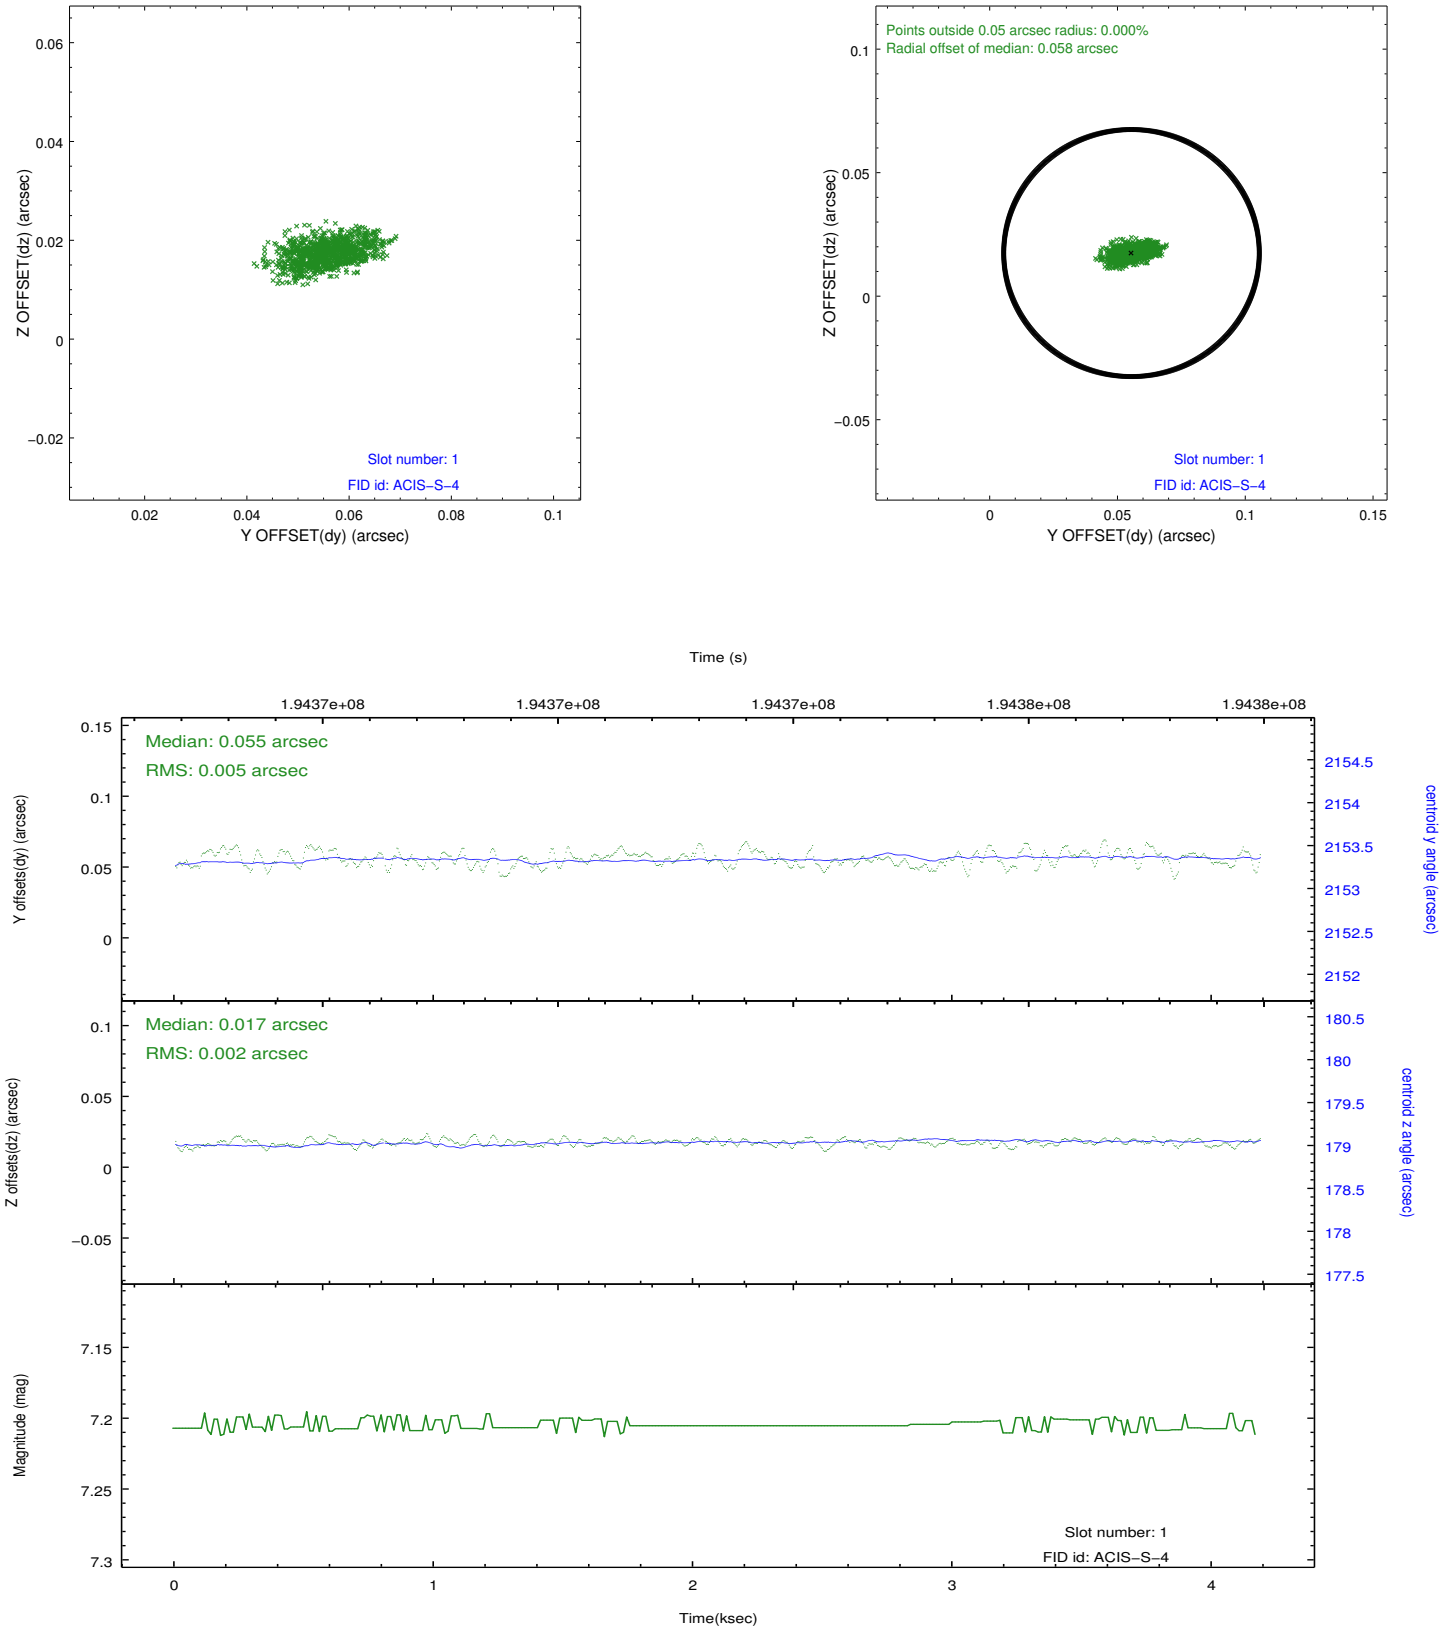 0.06
0.04
0.02
0
−0.02
Z OFFSET(dz) (arcsec)
Slot number: 1
FID id: ACIS−S−4
0.02
0.04
0.06
0.08
0.1
Y OFFSET(dy) (arcsec)
Points outside 0.05 arcsec radius: 0.000%
Radial offset of median: 0.058 arcsec
0.1
0.05
0
−0.05
Z OFFSET(dz) (arcsec)
Slot number: 1
FID id: ACIS−S−4
0
0.05
0.1
0.15
Y OFFSET(dy) (arcsec)
Time (s)
1.9437e+08
1.9437e+08
1.9437e+08
1.9438e+08
1.9438e+08
Median: 0.055 arcsec
RMS: 0.005 arcsec
0.15
0.1
0.05
0
Y offsets(dy) (arcsec)
2154.5
2154
2153.5
2153
2152.5
2152
centroid y angle (arcsec)
Median: 0.017 arcsec
RMS: 0.002 arcsec
0.1
0.05
0
−0.05
Z offsets(dz) (arcsec)
180.5
180
179.5
179
178.5
178
177.5
centroid z angle (arcsec)
7.15
7.2
7.25
7.3
Magnitude (mag)
Slot number: 1
FID id: ACIS−S−4
0
1
2
3
4
Time(ksec)